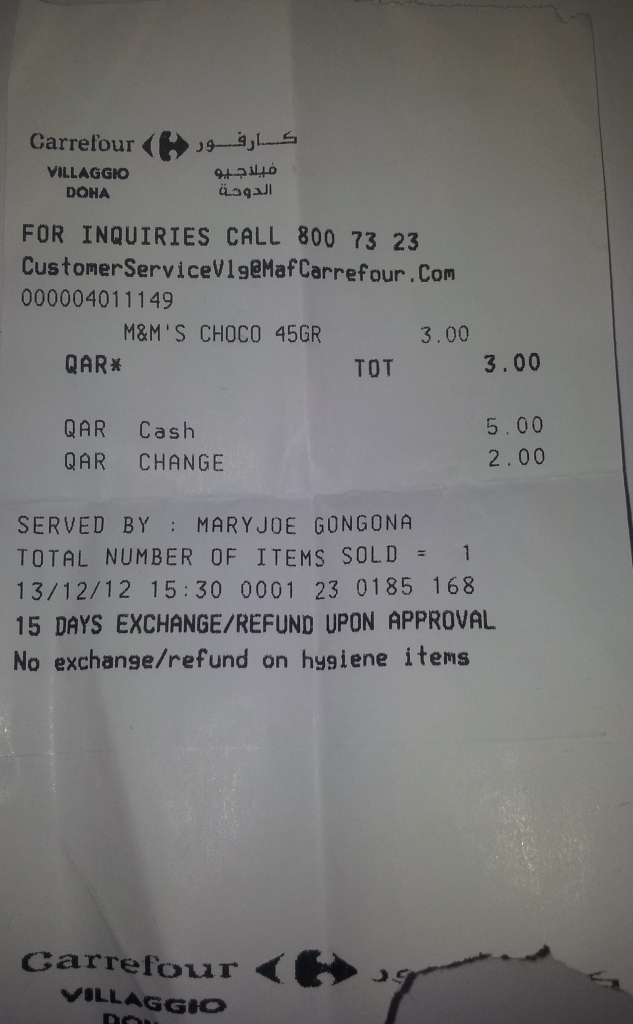 Carrefour كارفور
VILLAGGIO فيلاجيو
DOHA الدوحة
FOR INQUIRIES CALL 800 73 23
CustomerServiceVlg@MafCarrefour.Com
000004011149
M&M'S CHOCO 45GR 3.00
QAR* TOT 3.00
QAR Cash 5.00
QAR CHANGE 2.00
SERVED BY : MARYJOE GONGONA
TOTAL NUMBER OF ITEMS SOLD = 1
13/12/12 15:30 0001 23 0185 168
15 DAYS EXCHANGE/REFUND UPON APPROVAL
No exchange/refund on hygiene items
Carrefour
VILLAGGIO